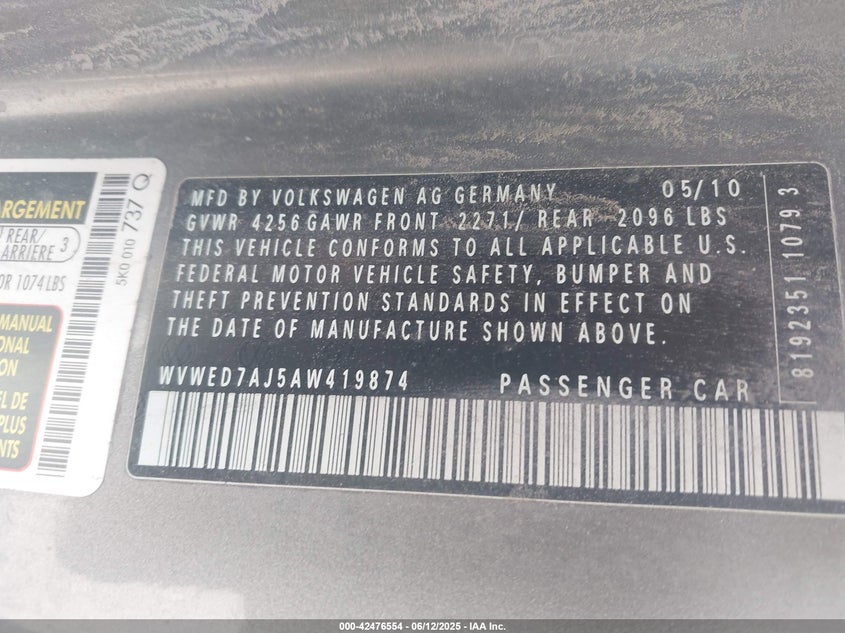 ARGEMENT
REAR/
ARRIERE 3
OR 1074 LBS
MANUAL
ONAL
ION
EL DE
PLUS
NTS
5K0 010 737 Q
MFD BY VOLKSWAGEN AG GERMANY 05/10
GVWR 4256 GAWR FRONT 2271/ REAR 2096 LBS
THIS VEHICLE CONFORMS TO ALL APPLICABLE U.S.
FEDERAL MOTOR VEHICLE SAFETY, BUMPER AND
THEFT PREVENTION STANDARDS IN EFFECT ON
THE DATE OF MANUFACTURE SHOWN ABOVE.
WVWED7AJ5AW419874 PASSENGER CAR
8192351 1079 3
000-42476554 - 06/12/2025 - IAA Inc.